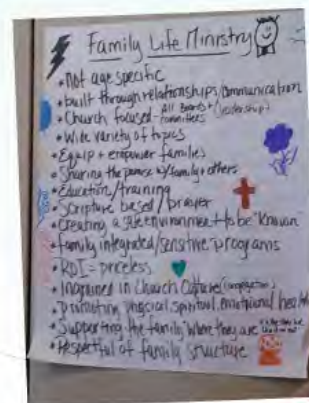 Family Life Ministry
• not age specific
• built through relationships/communication
• Church focused - All Boards + (leadership)
committees
• Wide variety of topics
• Equip + empower families
• Sharing the w/family + others
• Education/training
• Scripture based / prayer
• Creating a safe environment to be "known"
• family integrated/sensitive programs
• ROI = priceless
• Ingrained in Church Culture (congregation)
• promoting physical, spiritual, emotional health
• Supporting the family "where they are"
• Respectful of family structure